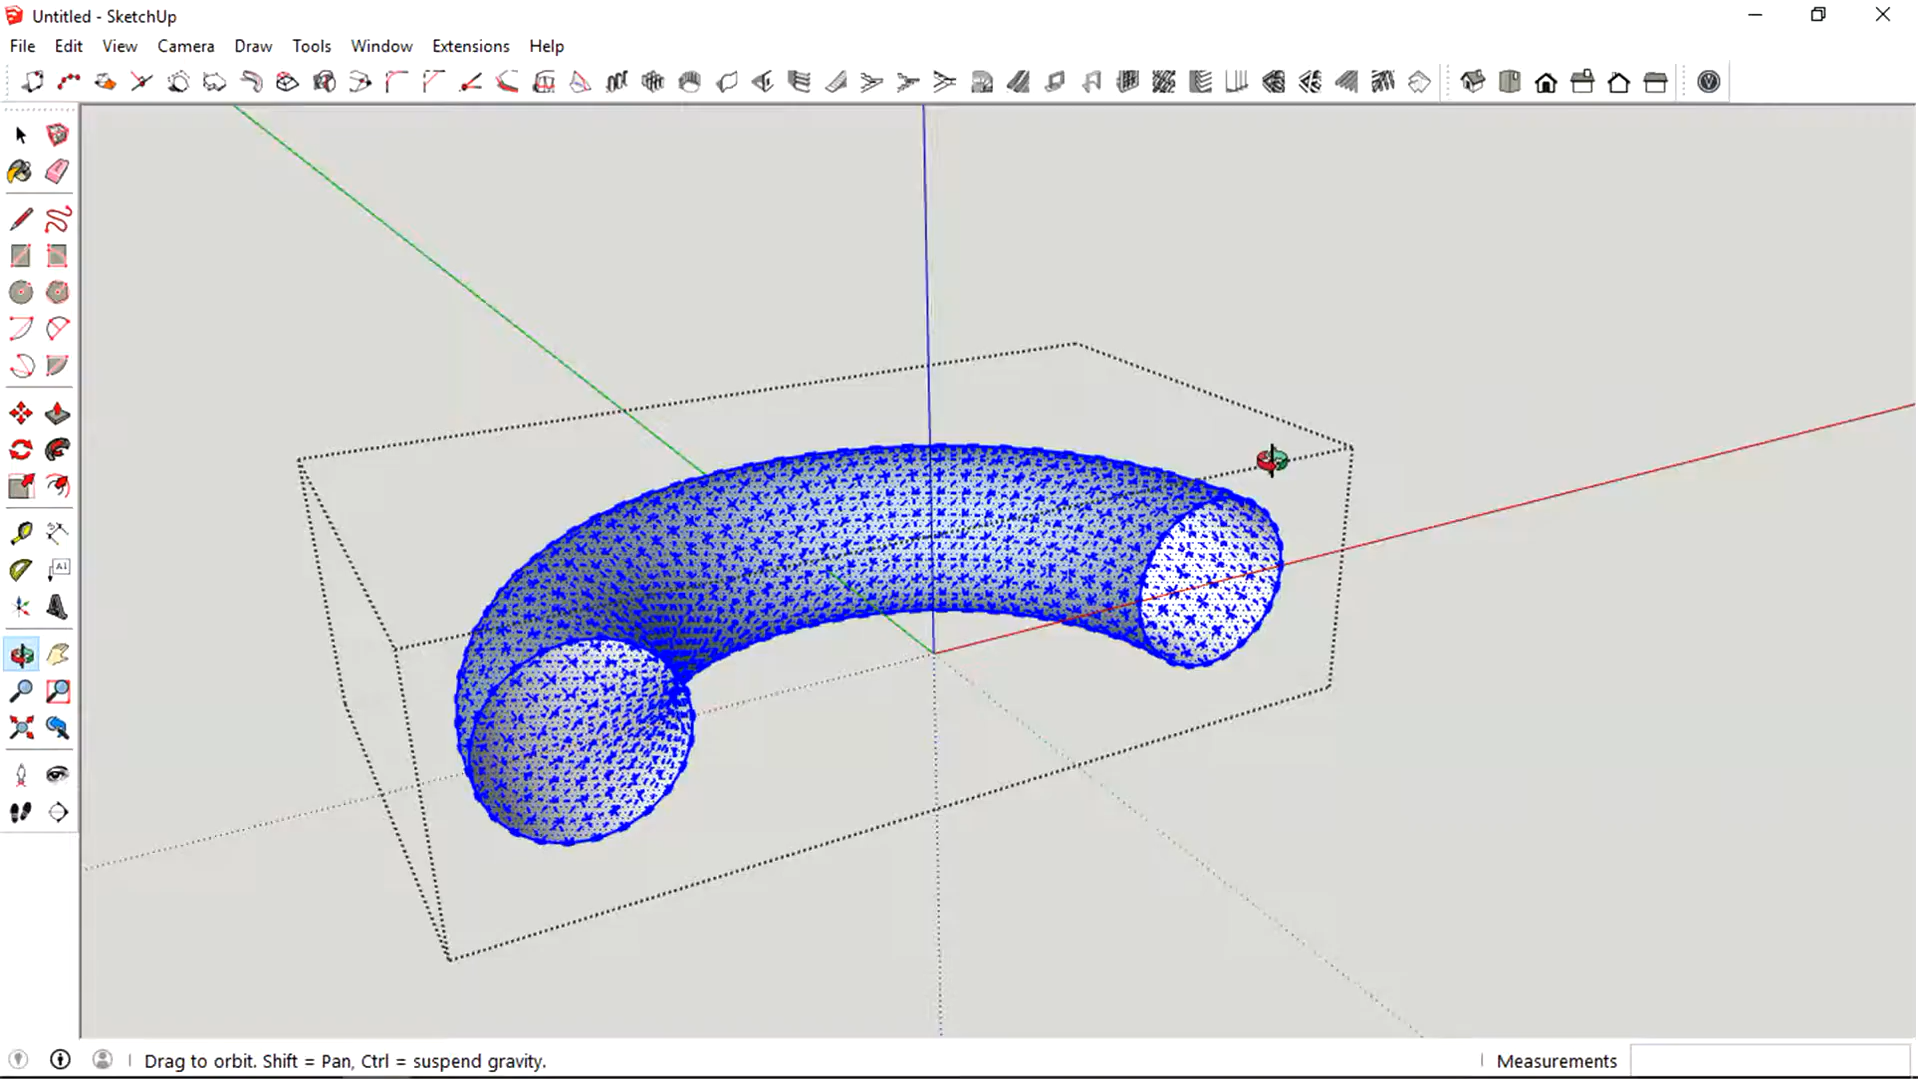 Untitled - SketchUp
File Edit View Camera Draw Tools Window Extensions Help
A1
Drag to orbit. Shift = Pan, Ctrl = suspend gravity.
Measurements